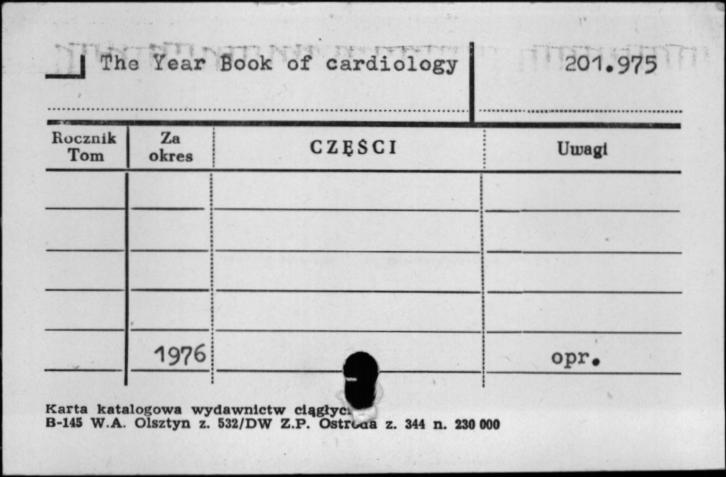 The Year Book of cardiology 201.975
Rocznik Tom Za okres CZĘŚCI Uwagi
1976 opr.
Karta katalogowa wydawnictw ciągłyc
B-145 W.A. Olsztyn z. 532/DW Z.P. Ostróda z. 344 n. 230 000